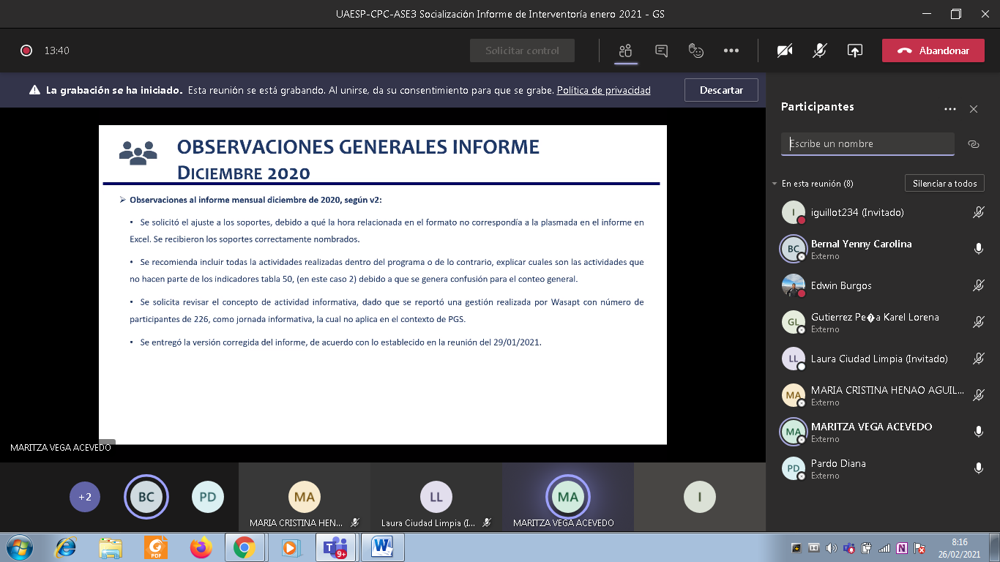 UAESP-CPC-ASE3 Socialización Informe de Interventoría enero 2021 - GS
13:40
Solicitar control
Abandonar
La grabación se ha iniciado. Esta reunión se está grabando. Al unirse, da su consentimiento para que se grabe. Política de privacidad
Descartar
OBSERVACIONES GENERALES INFORME
DICIEMBRE 2020
➢ Observaciones al informe mensual diciembre de 2020, según v2:
• Se solicitó el ajuste a los soportes, debido a qué la hora relacionada en el formato no correspondía a la plasmada en el informe en
Excel. Se recibieron los soportes correctamente nombrados.
• Se recomienda incluir todas la actividades realizadas dentro del programa o de lo contrario, explicar cuales son las actividades que
no hacen parte de los indicadores tabla 50, (en este caso 2) debido a que se genera confusión para el conteo general.
• Se solicita revisar el concepto de actividad informativa, dado que se reportó una gestión realizada por Wasapt con número de
participantes de 226, como jornada informativa, la cual no aplica en el contexto de PGS.
• Se entregó la versión corregida del informe, de acuerdo con lo establecido en la reunión del 29/01/2021.
MARITZA VEGA ACEVEDO
Participantes
Escribe un nombre
En esta reunión (8)
Silenciar a todos
I
iguillot234 (Invitado)
BC
Bernal Yenny Carolina
Externo
Edwin Burgos
GL
Gutierrez Pe�a Karel Lorena
Externo
LL
Laura Ciudad Limpia (Invitado)
MA
MARIA CRISTINA HENAO AGUIL...
Externo
MA
MARITZA VEGA ACEVEDO
Externo
PD
Pardo Diana
Externo
+2
BC
PD
MA
MARIA CRISTINA HEN...
LL
Laura Ciudad Limpia (I...
MA
MARITZA VEGA ACEVEDO
I
PDF
9+
8:16
26/02/2021